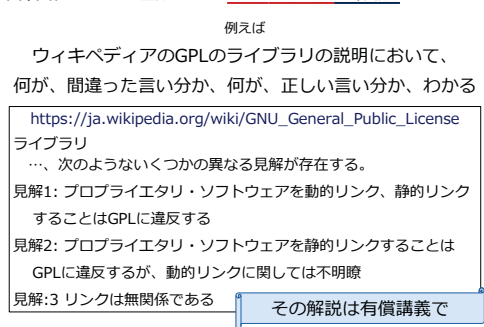 例えば
ウィキペディアのGPLのライブラリの説明において、
何が、間違った言い分か、何が、正しい言い分か、わかる
https://ja.wikipedia.org/wiki/GNU_General_Public_License
ライブラリ
…、次のようないくつかの異なる見解が存在する。
見解1: プロプライエタリ・ソフトウェアを動的リンク、静的リンク
することはGPLに違反する
見解2: プロプライエタリ・ソフトウェアを静的リンクすることは
GPLに違反するが、動的リンクに関しては不明瞭
見解:3 リンクは無関係である
その解説は有償講義で